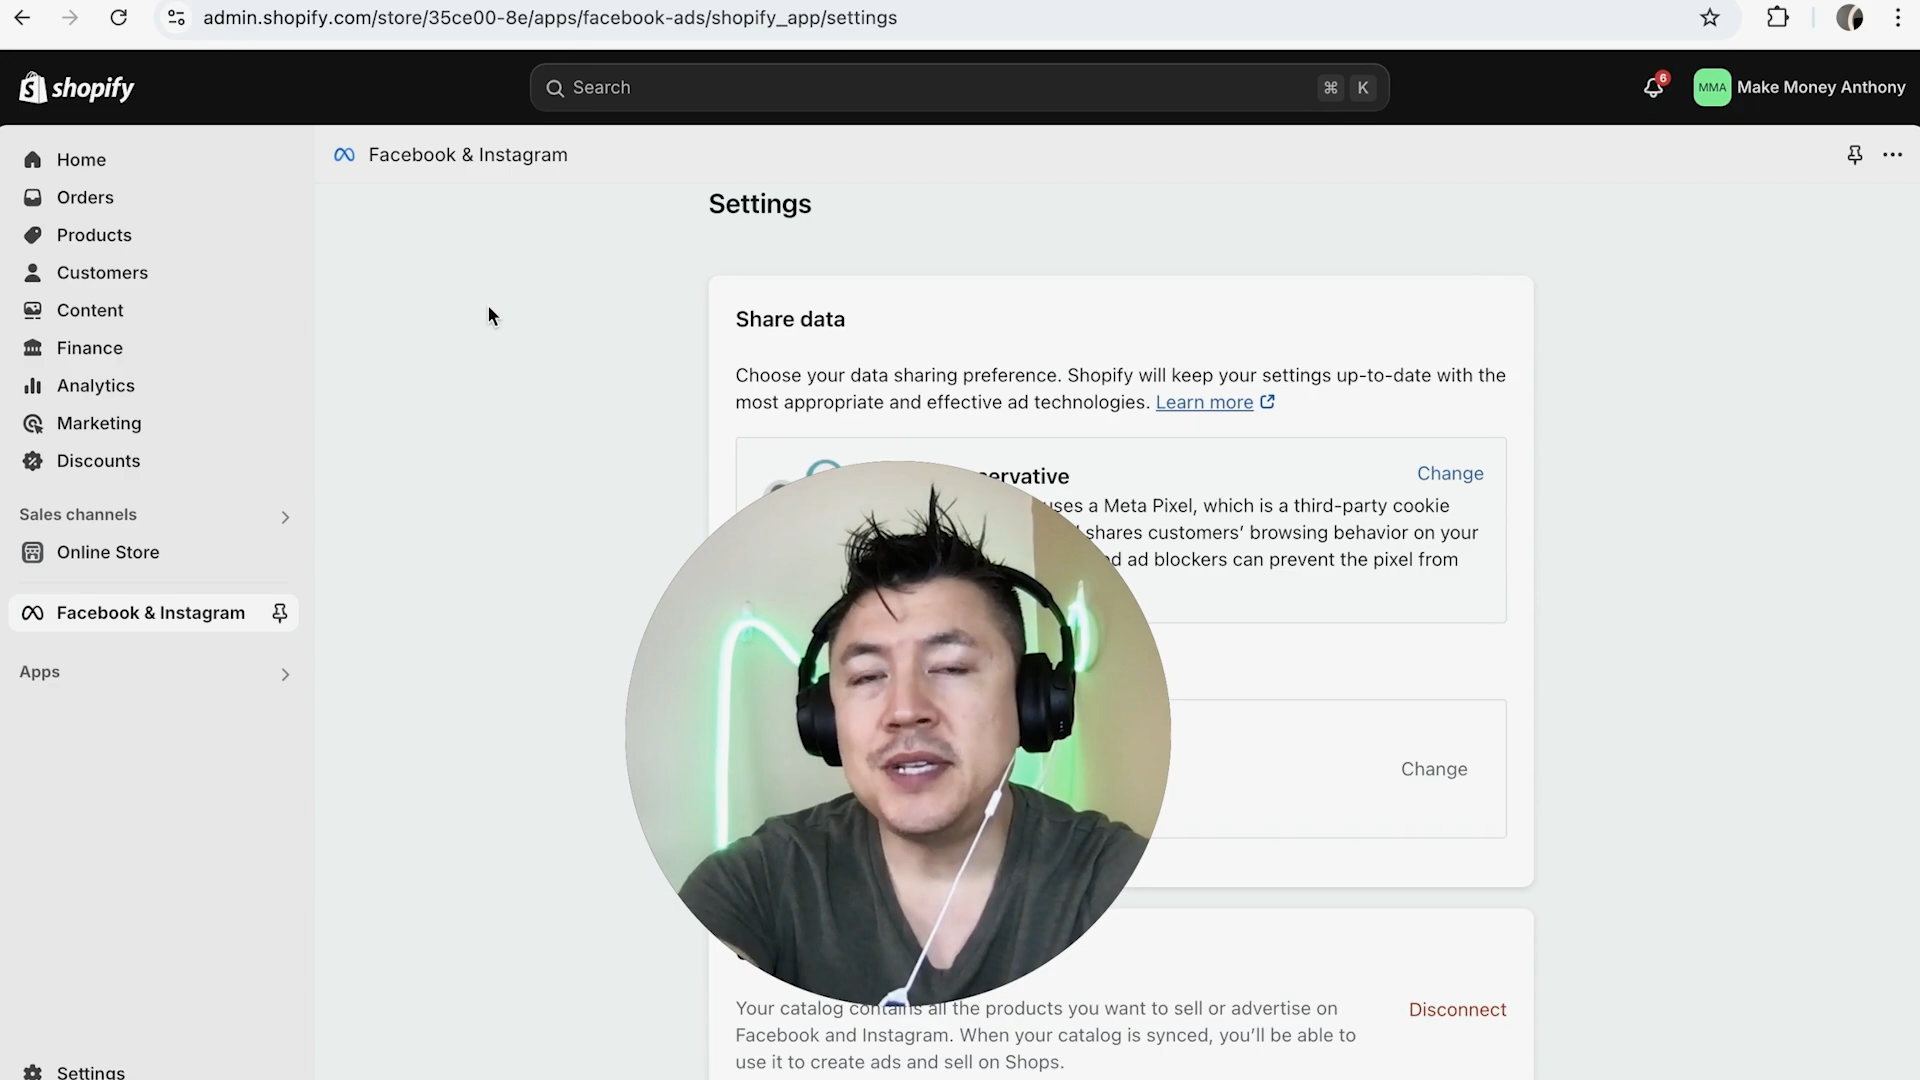 admin.shopify.com/store/35ce00-8e/apps/facebook-ads/shopify_app/settings
shopify
Search
⌘ K
6
MMA
Make Money Anthony
Home
Orders
Products
Customers
Content
Finance
Analytics
Marketing
Discounts
Sales channels
Online Store
Facebook & Instagram
Apps
Settings
Facebook & Instagram
Settings
Share data
Choose your data sharing preference. Shopify will keep your settings up-to-date with the
most appropriate and effective ad technologies. Learn more
Change
a Meta Pixel, which is a third-party cookie
shares customers’ browsing behavior on your
ad blockers can prevent the pixel from
Change
Your catalog contains all the products you want to sell or advertise on
Facebook and Instagram. When your catalog is synced, you’ll be able to
use it to create ads and sell on Shops.
Disconnect